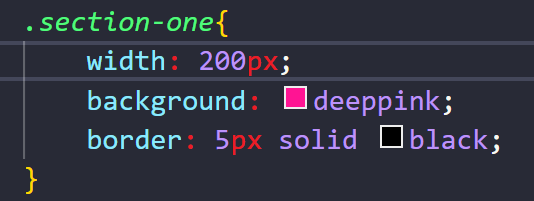 .section-one{
width: 200px;
background: deeppink;
border: 5px solid black;
}